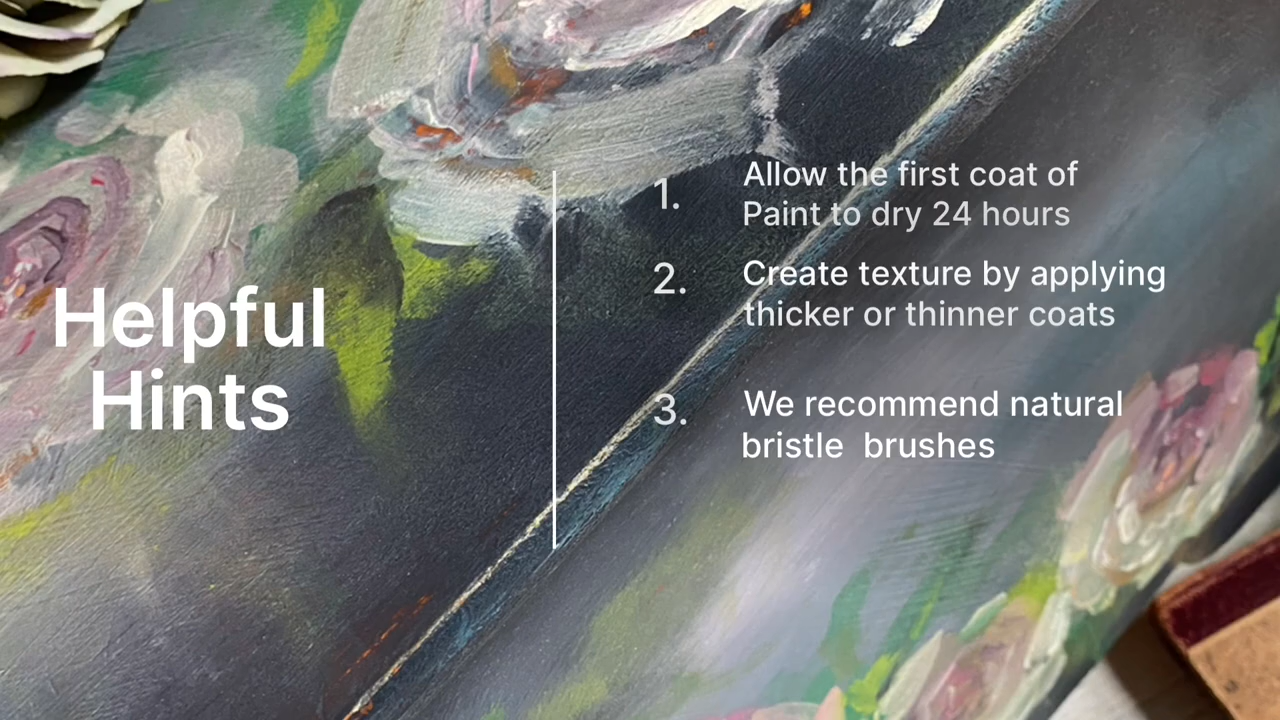 Helpful
Hints
1. Allow the first coat of
Paint to dry 24 hours
2. Create texture by applying
thicker or thinner coats
3. We recommend natural
bristle  brushes